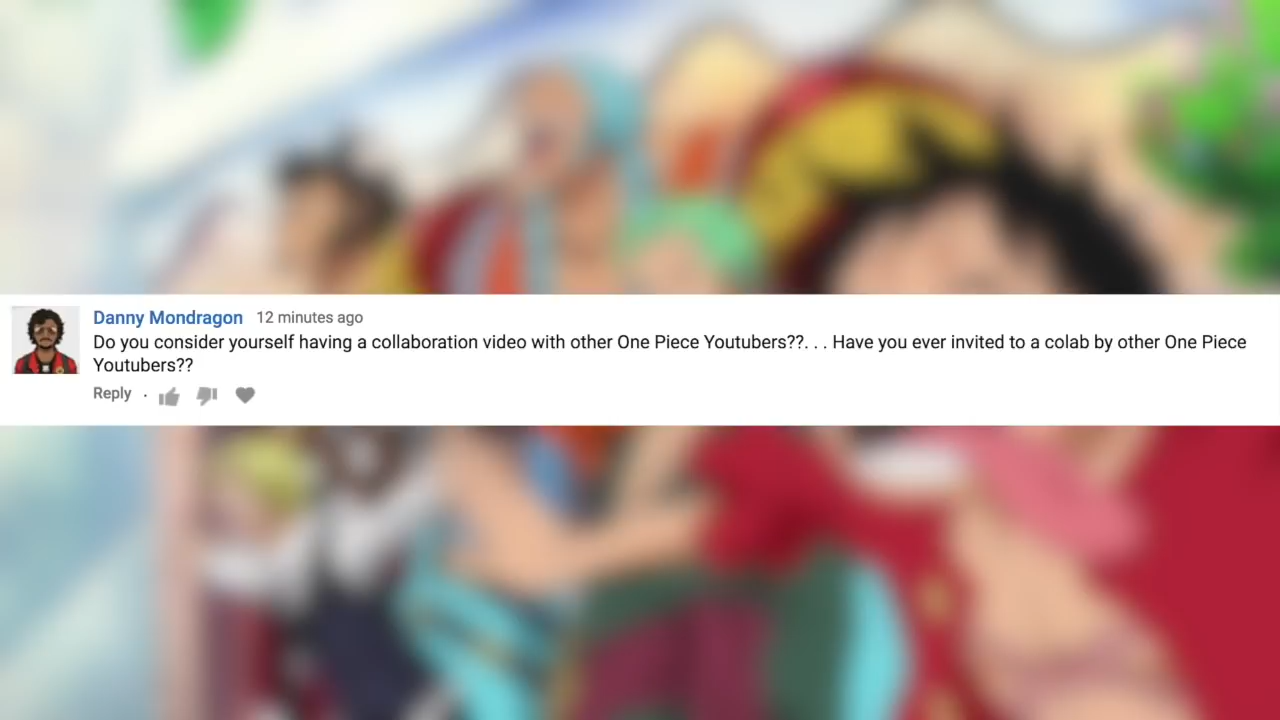 Danny Mondragon 12 minutes ago
Do you consider yourself having a collaboration video with other One Piece Youtubers??. . . Have you ever invited to a colab by other One Piece
Youtubers??
Reply ·